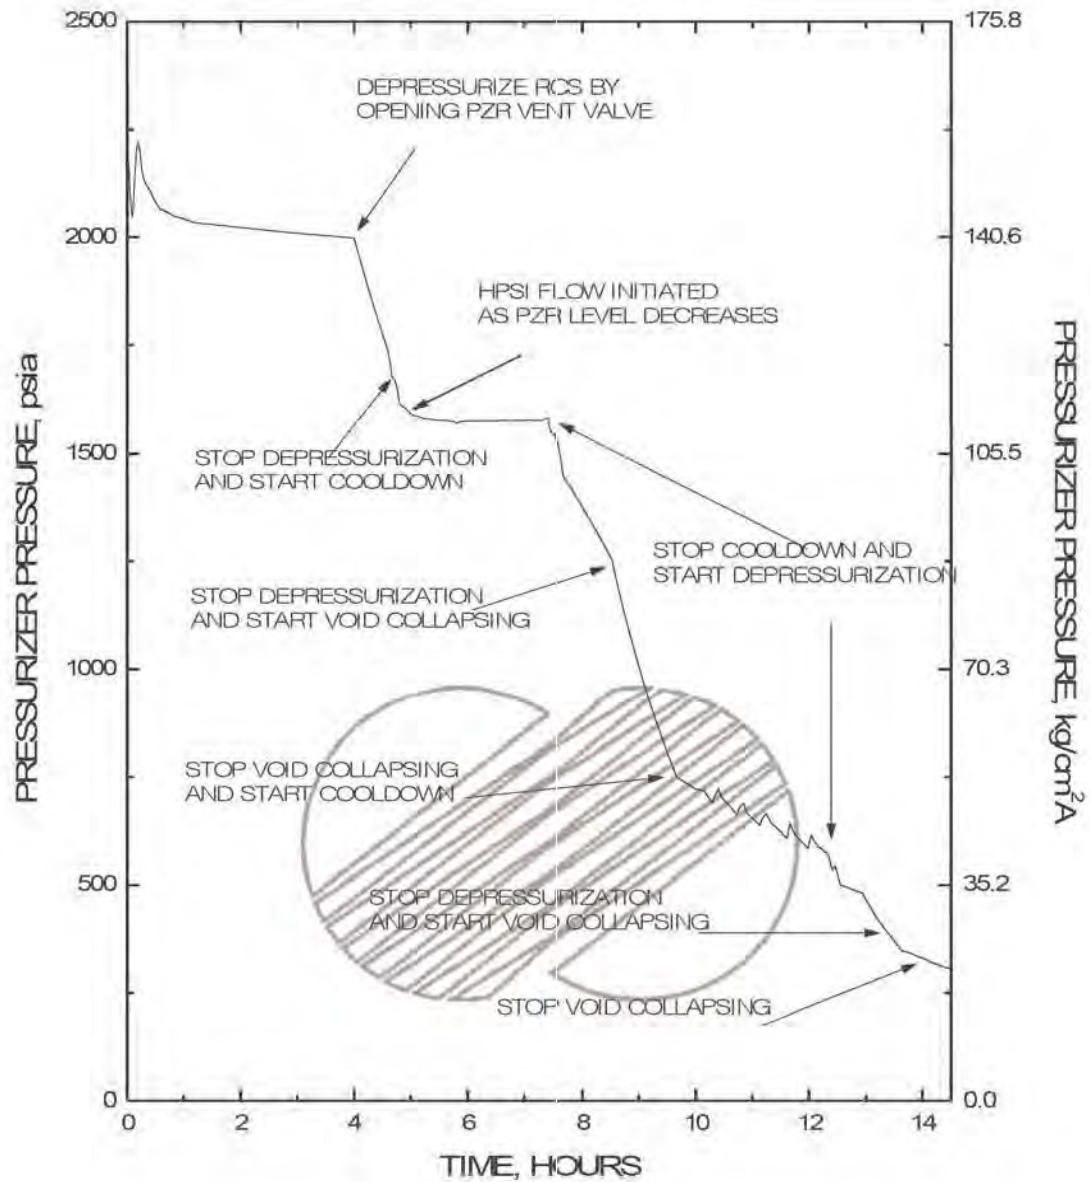 2500
2000
1500
1000
500
0
175.8
140.6
105.5
70.3
35.2
0.0
0
2
4
6
8
10
12
14
PRESSURIZER PRESSURE, psia
PRESSURIZER PRESSURE, kg/cm²A
TIME, HOURS
DEPRESSURIZE RCS BY
OPENING PZR VENT VALVE
HPSI FLOW INITIATED
AS PZR LEVEL DECREASES
STOP DEPRESSURIZATION
AND START COOLDOWN
STOP COOLDOWN AND
START DEPRESSURIZATION
STOP DEPRESSURIZATION
AND START VOID COLLAPSING
STOP VOID COLLAPSING
AND START COOLDOWN
STOP DEPRESSURIZATION
AND START VOID COLLAPSING
STOP VOID COLLAPSING